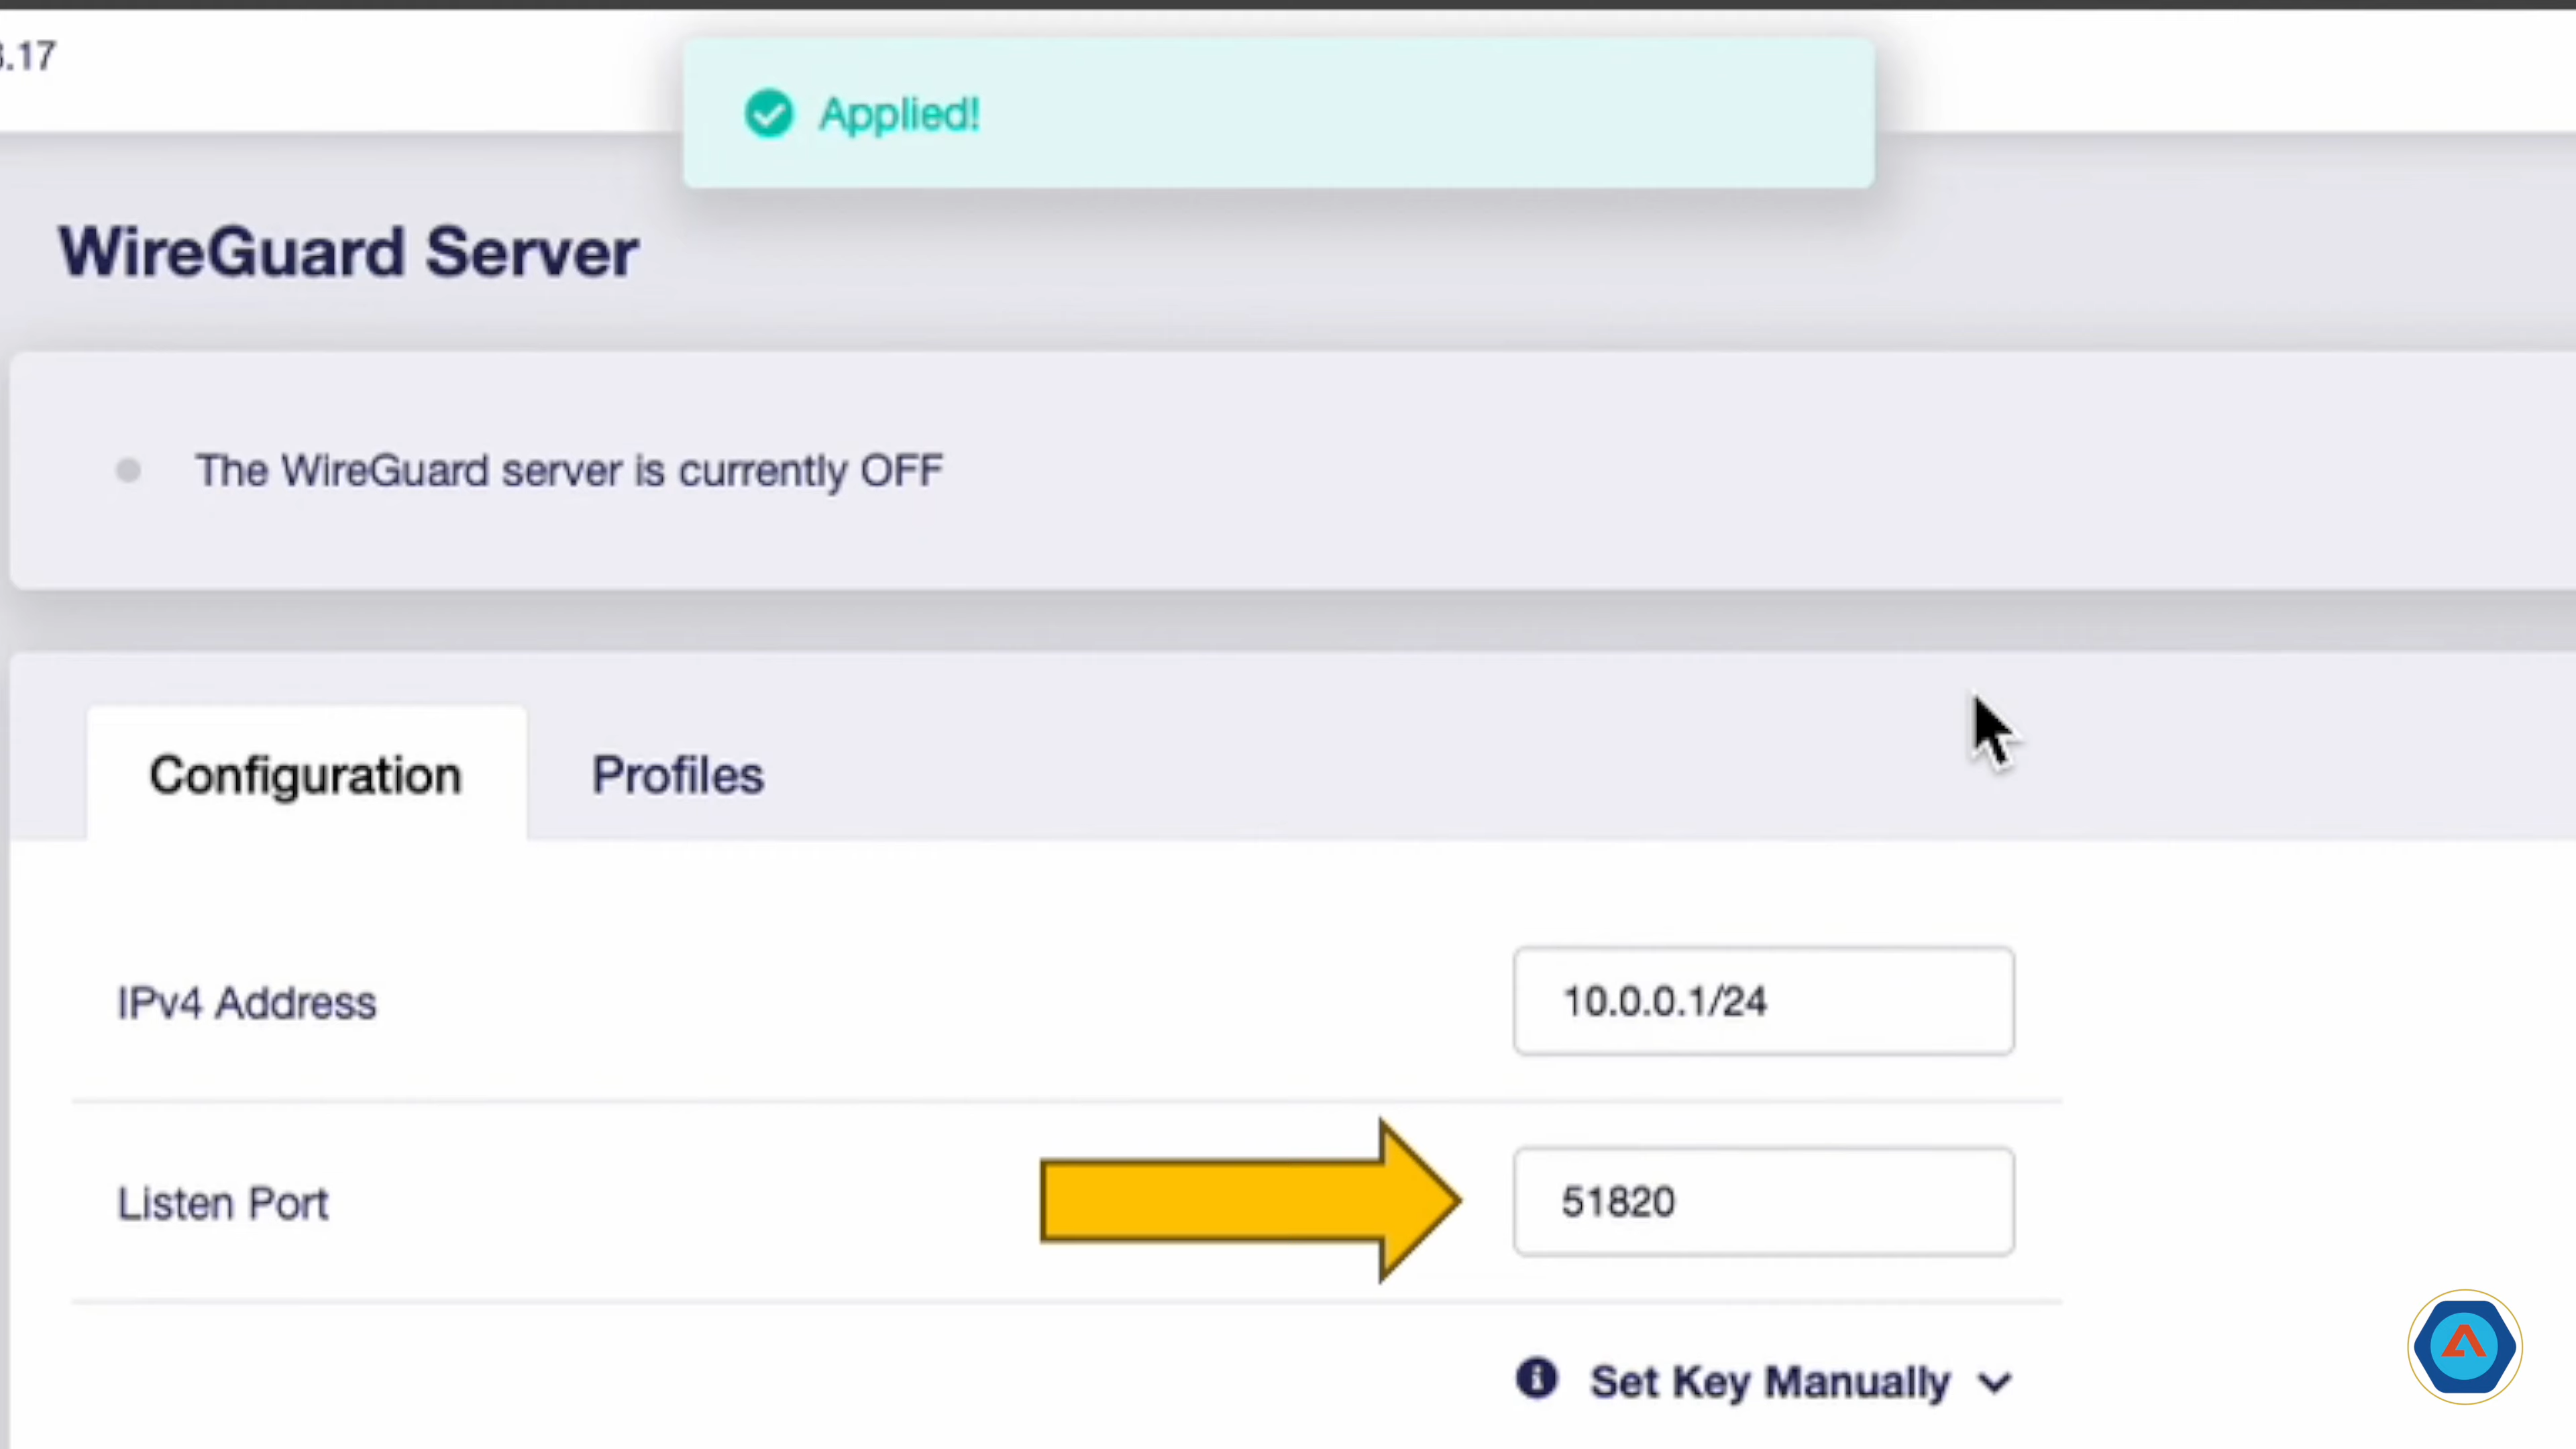 .17
Applied!
WireGuard Server
The WireGuard server is currently OFF
Configuration
Profiles
IPv4 Address
10.0.0.1/24
Listen Port
51820
Set Key Manually